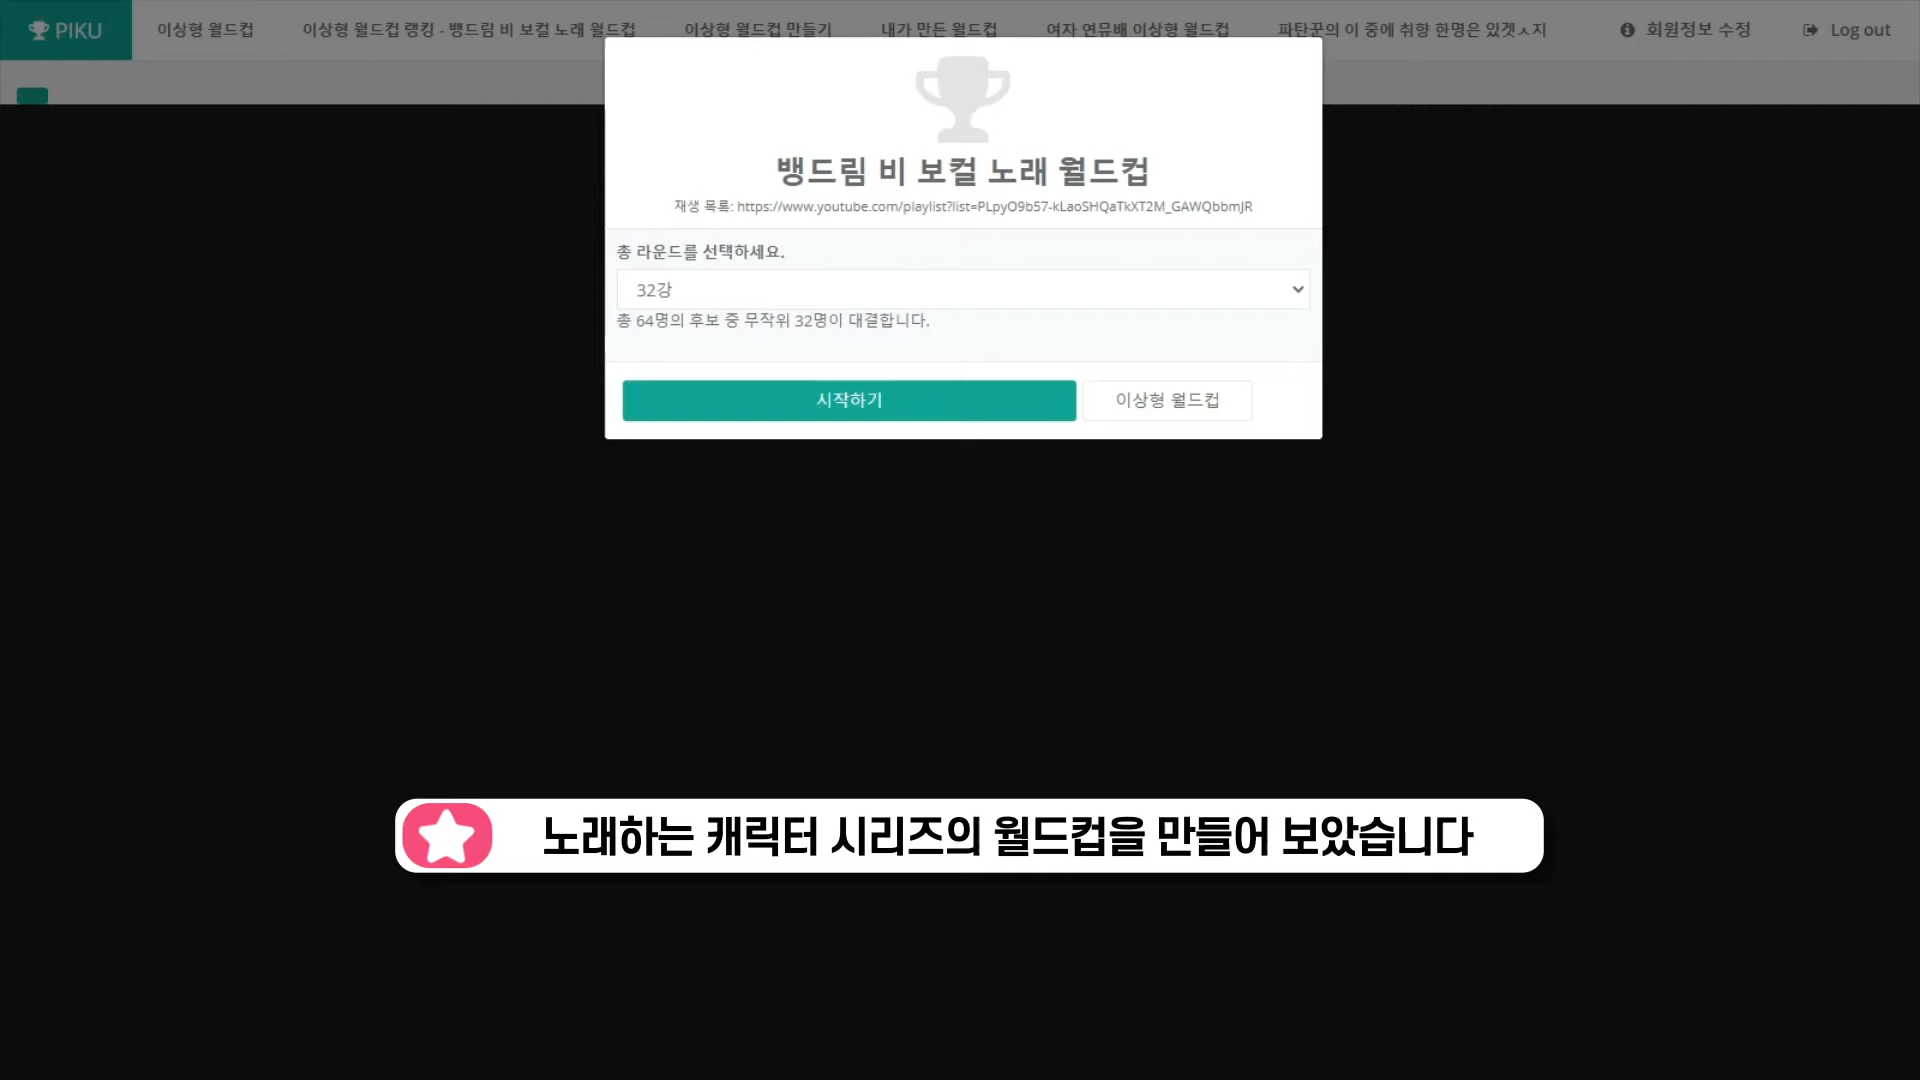 PIKU
이상형 월드컵
이상형 월드컵 랭킹 - 뱅드림 비 보컬 노래 월드컵
이상형 월드컵 만들기
내가 만든 월드컵
여자 연뮤배 이상형 월드컵
파탄꾼의 이 중에 취향 한명은 있겟ㅅ지
회원정보 수정
Log out
뱅드림 비 보컬 노래 월드컵
재생 목록: https://www.youtube.com/playlist?list=PLpyO9b57-kLaoSHQaTkXT2M_GAWQbbmJR
총 라운드를 선택하세요.
32강
총 64명의 후보 중 무작위 32명이 대결합니다.
시작하기
이상형 월드컵
노래하는 캐릭터 시리즈의 월드컵을 만들어 보았습니다